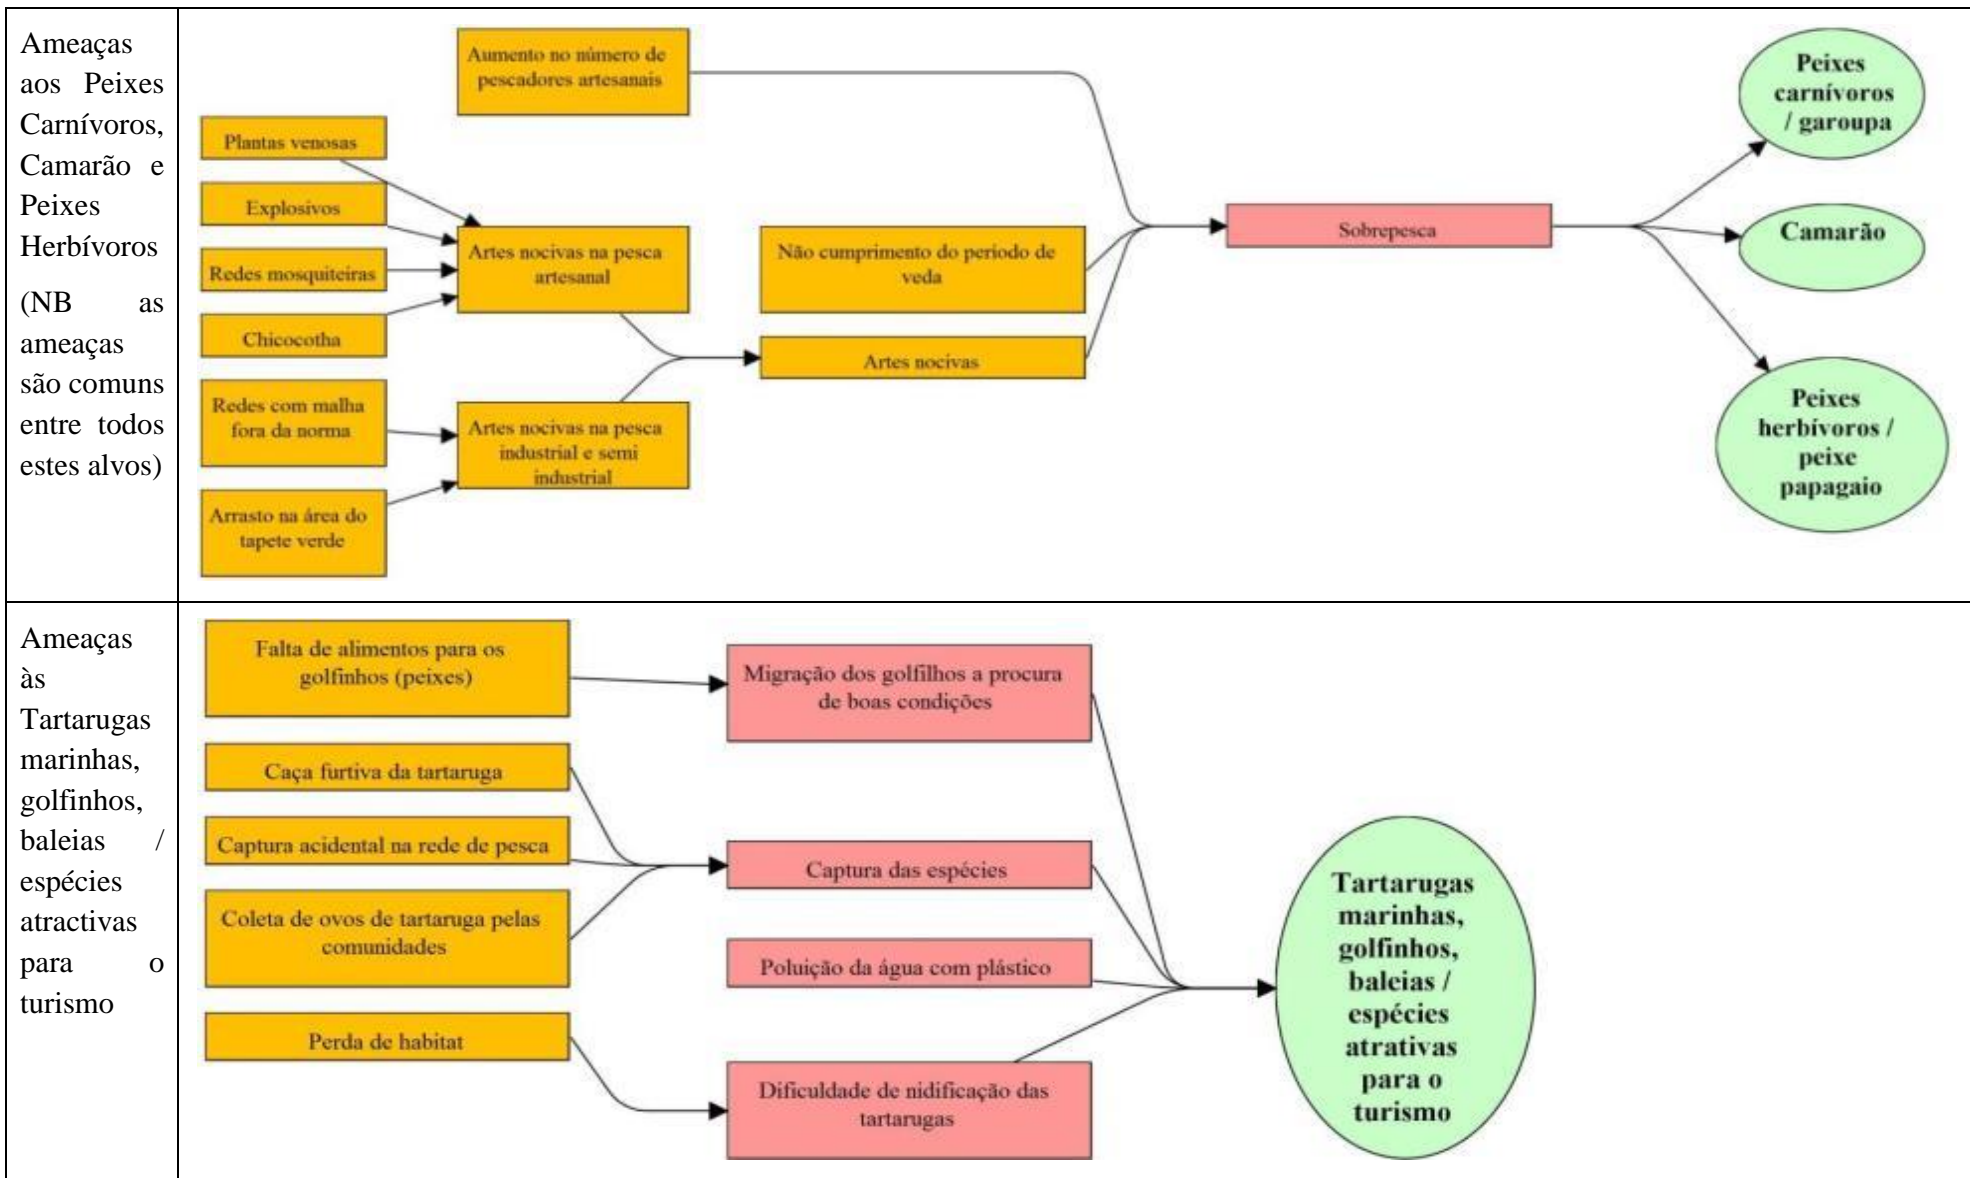 Ameaças
aos Peixes
Carnívoros,
Camarão e
Peixes
Herbívoros
(NB as
ameaças
são comuns
entre todos
estes alvos)
Aumento no número de
pescadores artesanais
Plantas venosas
Explosivos
Redes mosquiteiras
Chicocotha
Redes com malha
fora da norma
Arrasto na área do
tapete verde
Artes nocivas na pesca
artesanal
Artes nocivas na pesca
industrial e semi
industrial
Não cumprimento do período de
veda
Artes nocivas
Sobrepesca
Peixes
carnívoros
/ garoupa
Camarão
Peixes
herbívoros /
peixe
papagaio
Ameaças
às
Tartarugas
marinhas,
golfinhos,
baleias /
espécies
atractivas
para o
turismo
Falta de alimentos para os
golfinhos (peixes)
Caça furtiva da tartaruga
Captura acidental na rede de pesca
Coleta de ovos de tartaruga pelas
comunidades
Perda de habitat
Migração dos golfilhos a procura
de boas condições
Captura das espécies
Poluição da água com plástico
Dificuldade de nidificação das
tartarugas
Tartarugas
marinhas,
golfinhos,
baleias /
espécies
atrativas
para o
turismo